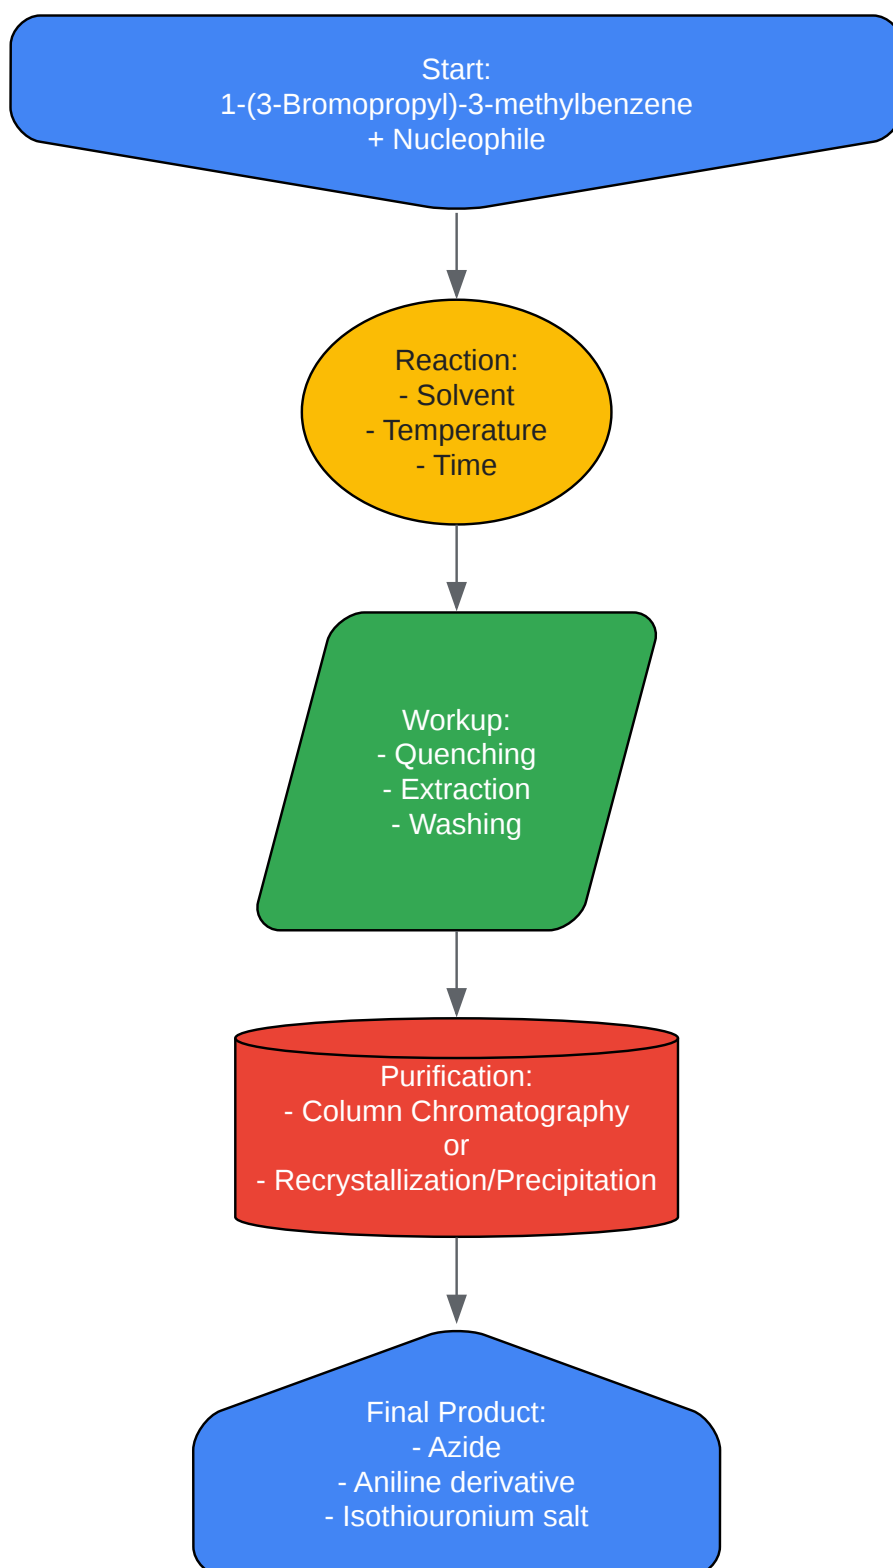 Start:
1-(3-Bromopropyl)-3-methylbenzene
+ Nucleophile
Reaction:
- Solvent
- Temperature
- Time
Workup:
- Quenching
- Extraction
- Washing
Purification:
- Column Chromatography
or
- Recrystallization/Precipitation
Final Product:
- Azide
- Aniline derivative
- Isothiouronium salt